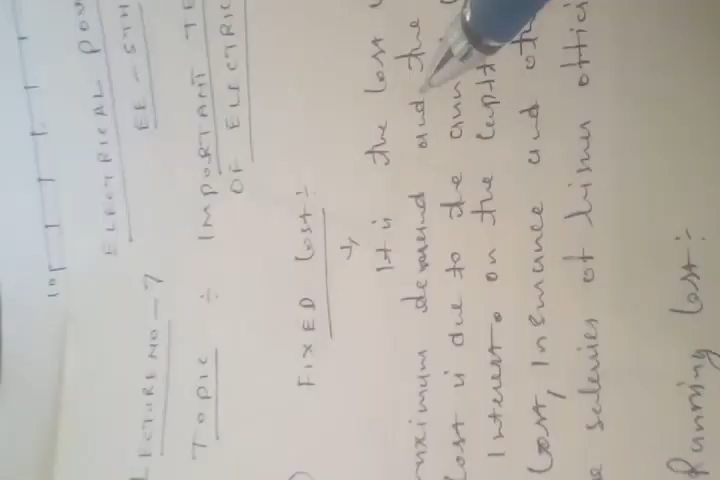 ELECTRICAL POW
LECTURE NO - 7
EE - 5TH
TOPIC ÷ IMPORTANT TE
OF ELECTRIC
FIXED Cost ÷
→ It is the Cost
maximum demand and the
Cost is due to the ann
Interest on the Capit
Cost, Insurance and oth
salaries of higher offici
Running Cost :-